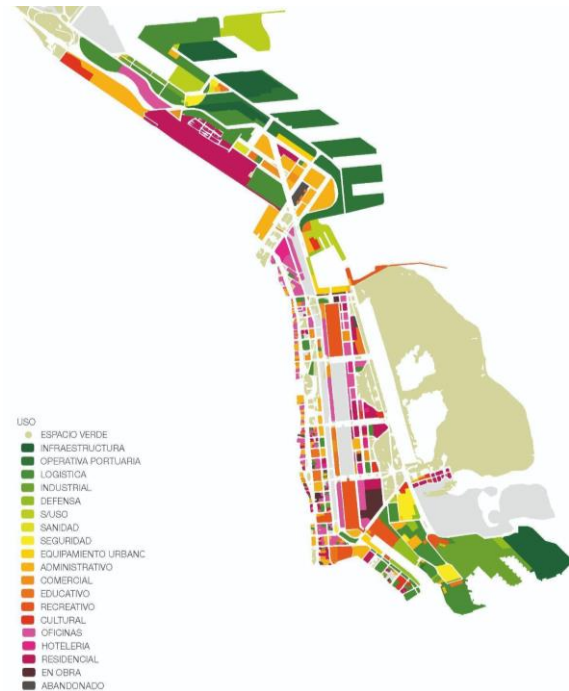 USO
ESPACIO VERDE
INFRAESTRUCTURA
OPERATIVA PORTUARIA
LOGISTICA
INDUSTRIAL
DEFENSA
S/USO
SANIDAD
SEGURIDAD
EQUIPAMIENTO URBANC
ADMINISTRATIVO
COMERCIAL
EDUCATIVO
RECREATIVO
CULTURAL
OFICINAS
HOTELERIA
RESIDENCIAL
EN OBRA
ABANDONADO